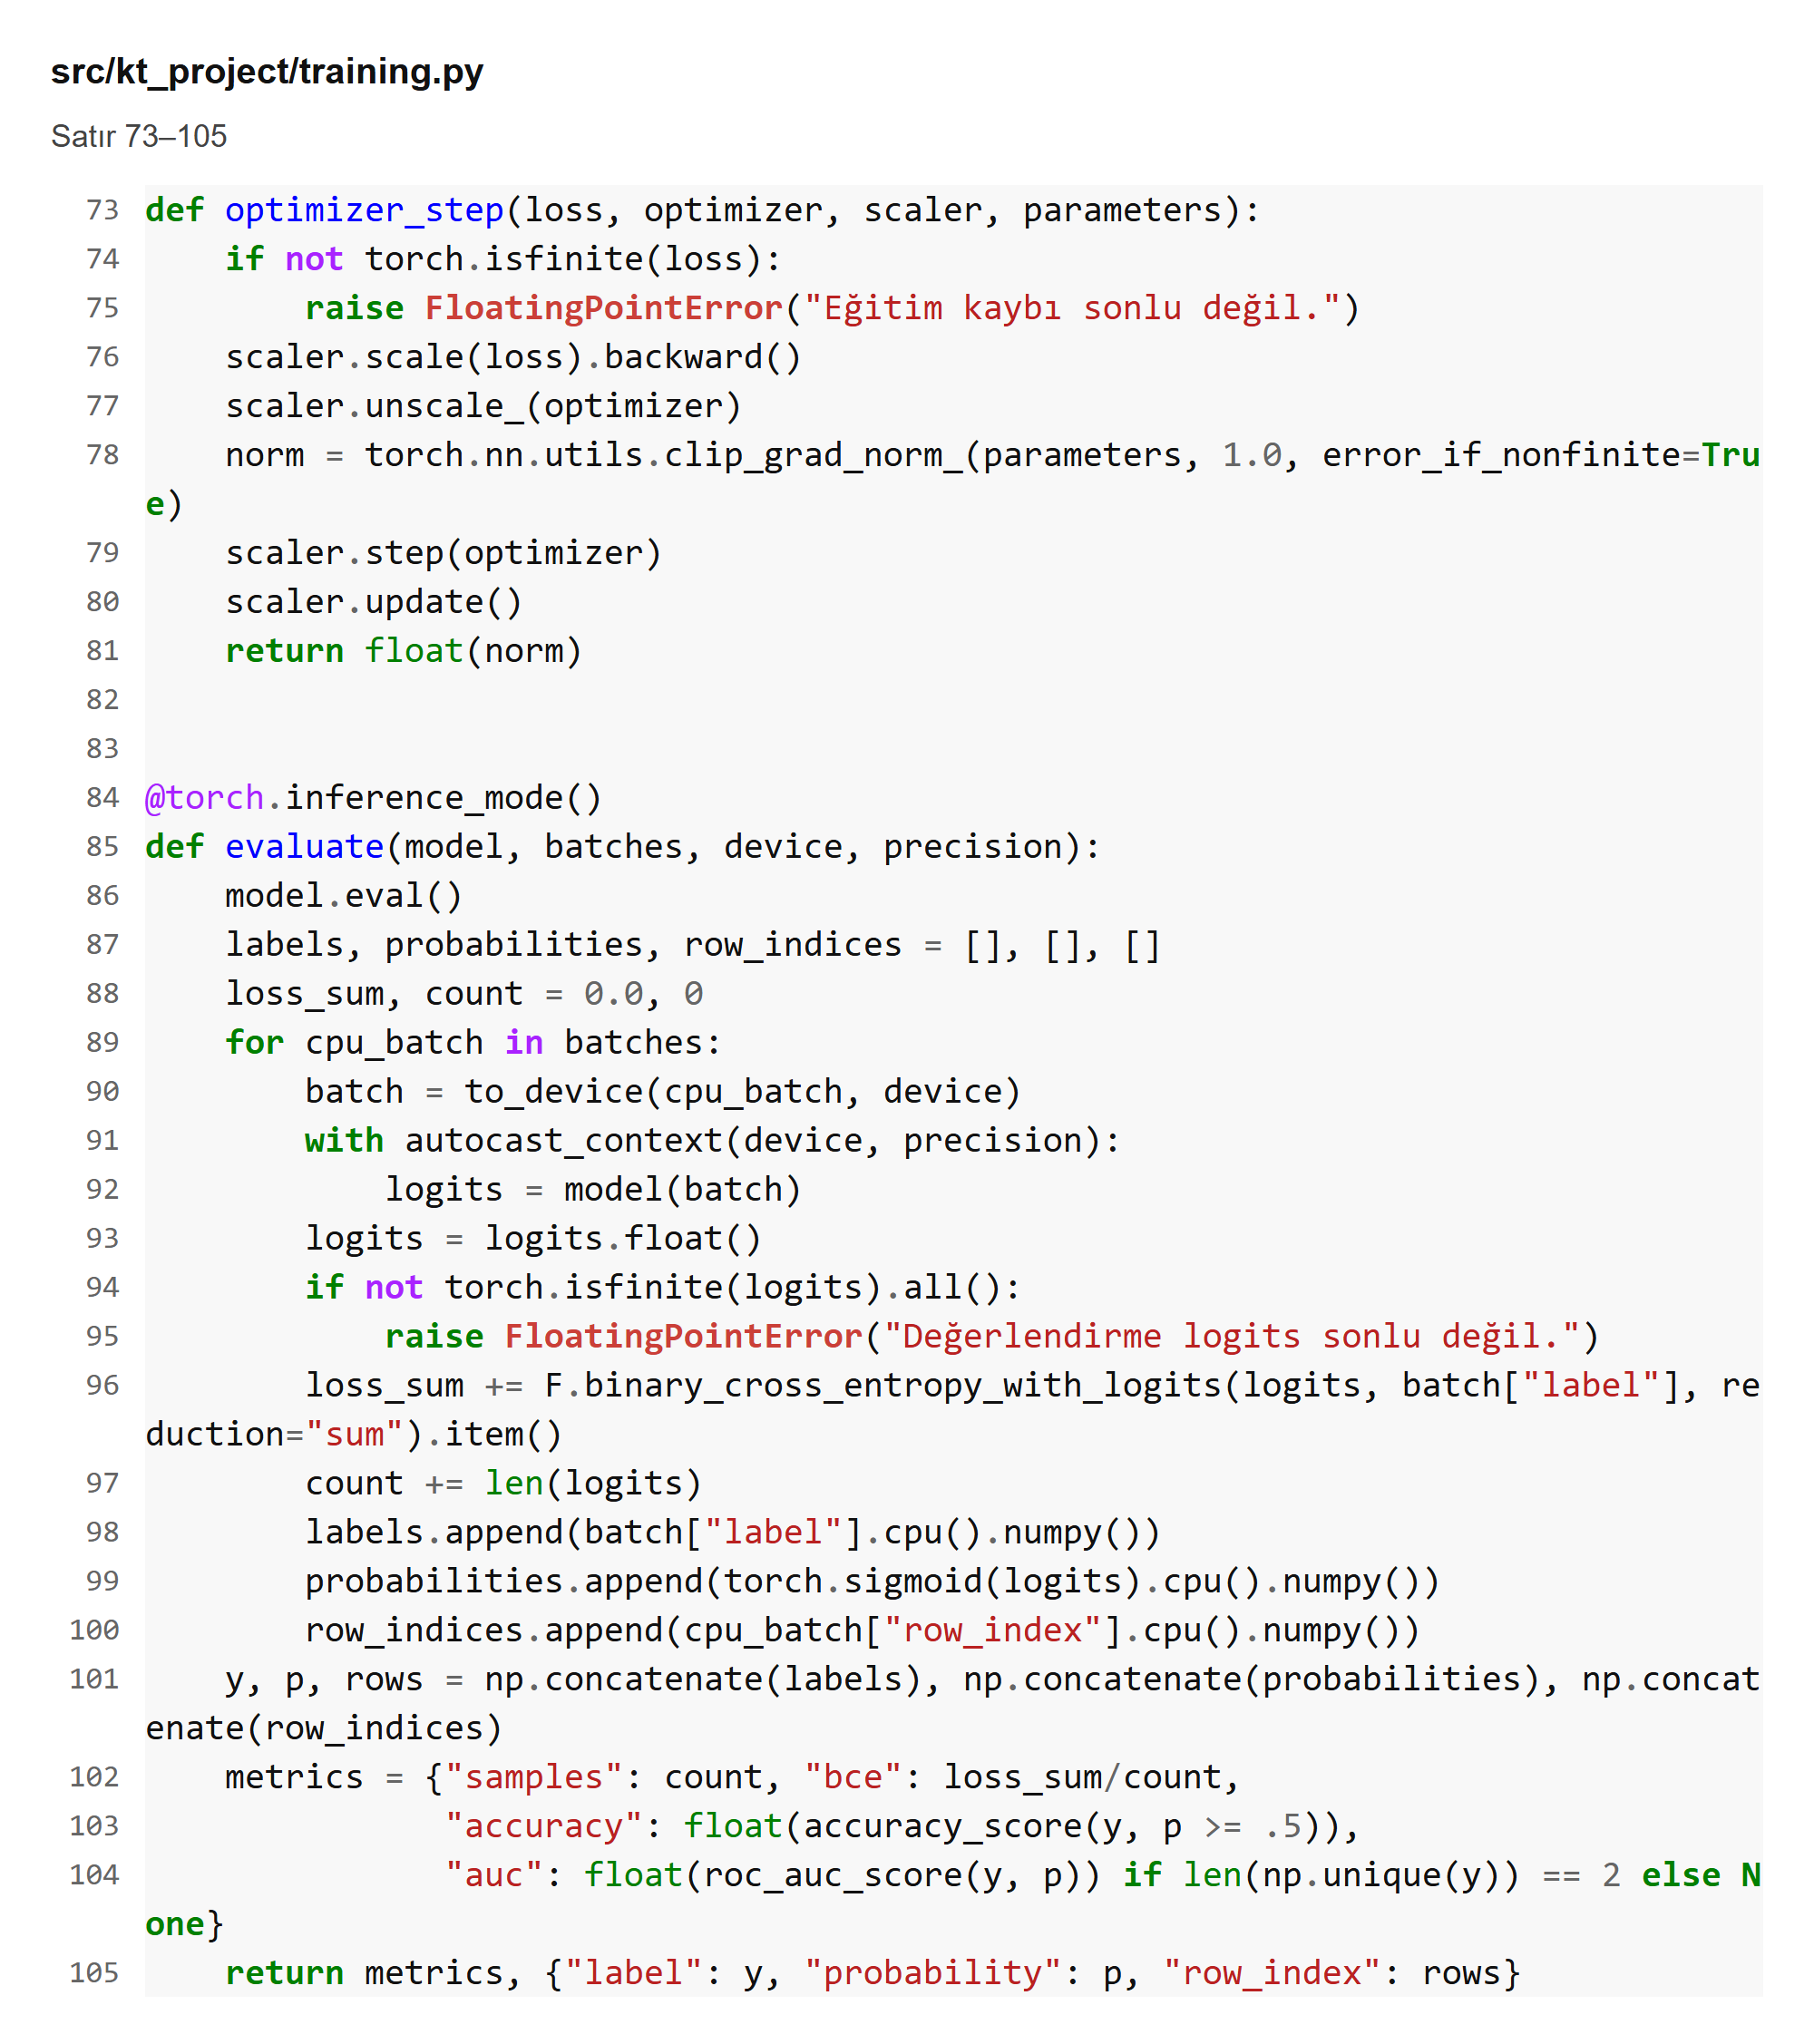 src/kt_project/training.py
Satır 73–105
73 def optimizer_step(loss, optimizer, scaler, parameters):
74     if not torch.isfinite(loss):
75         raise FloatingPointError("Eğitim kaybı sonlu değil.")
76     scaler.scale(loss).backward()
77     scaler.unscale_(optimizer)
78     norm = torch.nn.utils.clip_grad_norm_(parameters, 1.0, error_if_nonfinite=Tru
e)
79     scaler.step(optimizer)
80     scaler.update()
81     return float(norm)
82
83
84 @torch.inference_mode()
85 def evaluate(model, batches, device, precision):
86     model.eval()
87     labels, probabilities, row_indices = [], [], []
88     loss_sum, count = 0.0, 0
89     for cpu_batch in batches:
90         batch = to_device(cpu_batch, device)
91         with autocast_context(device, precision):
92             logits = model(batch)
93         logits = logits.float()
94         if not torch.isfinite(logits).all():
95             raise FloatingPointError("Değerlendirme logits sonlu değil.")
96         loss_sum += F.binary_cross_entropy_with_logits(logits, batch["label"], re
duction="sum").item()
97         count += len(logits)
98         labels.append(batch["label"].cpu().numpy())
99         probabilities.append(torch.sigmoid(logits).cpu().numpy())
100         row_indices.append(cpu_batch["row_index"].cpu().numpy())
101     y, p, rows = np.concatenate(labels), np.concatenate(probabilities), np.concat
enate(row_indices)
102     metrics = {"samples": count, "bce": loss_sum/count,
103                "accuracy": float(accuracy_score(y, p >= .5)),
104                "auc": float(roc_auc_score(y, p)) if len(np.unique(y)) == 2 else N
one}
105     return metrics, {"label": y, "probability": p, "row_index": rows}